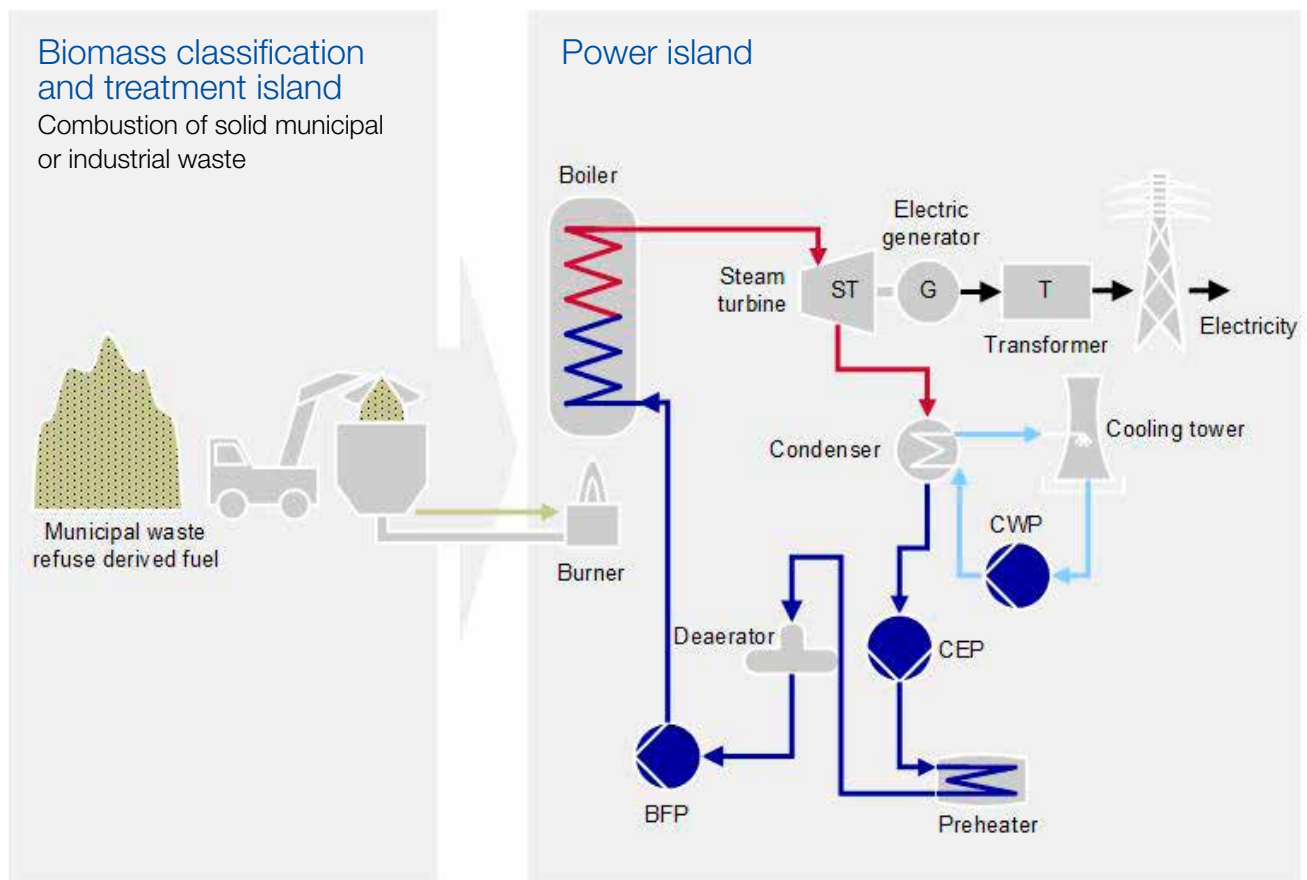 Biomass classification
and treatment island
Combustion of solid municipal
or industrial waste
Municipal waste
refuse derived fuel
Power island
Boiler
Burner
Steam
turbine
ST
Electric
generator
G
T
Transformer
Electricity
Condenser
Cooling tower
CWP
Deaerator
CEP
BFP
Preheater